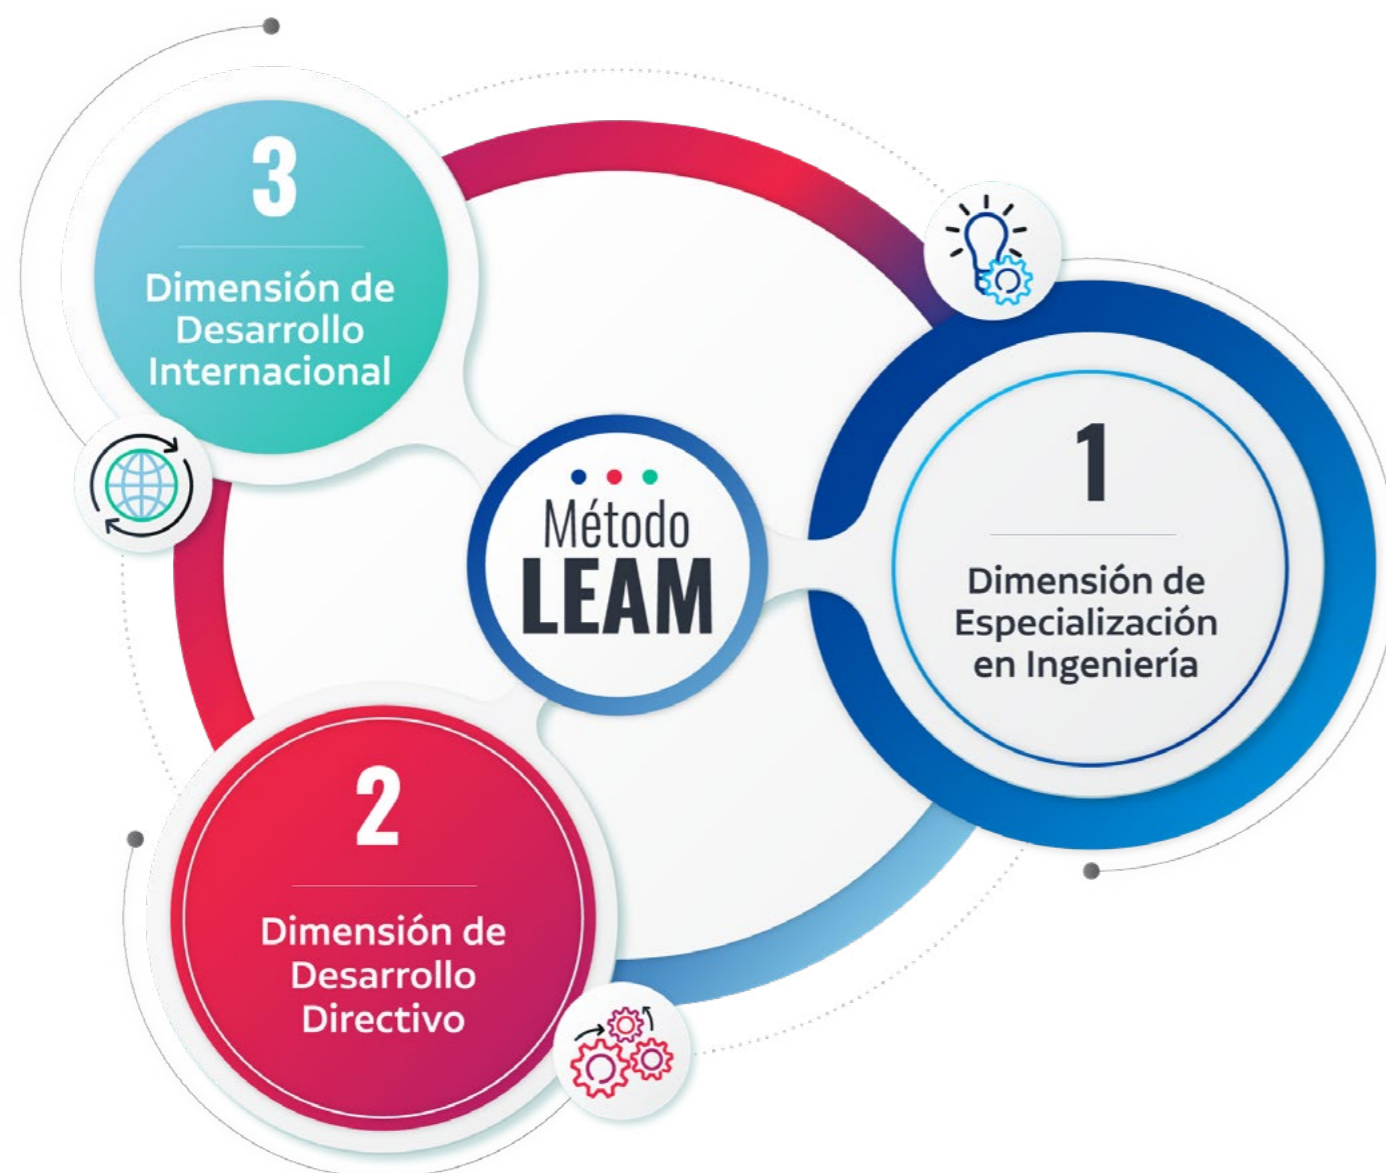 3
Dimensión de
Desarrollo
Internacional
Método
LEAM
1
Dimensión de
Especialización
en Ingeniería
2
Dimensión de
Desarrollo
Directivo